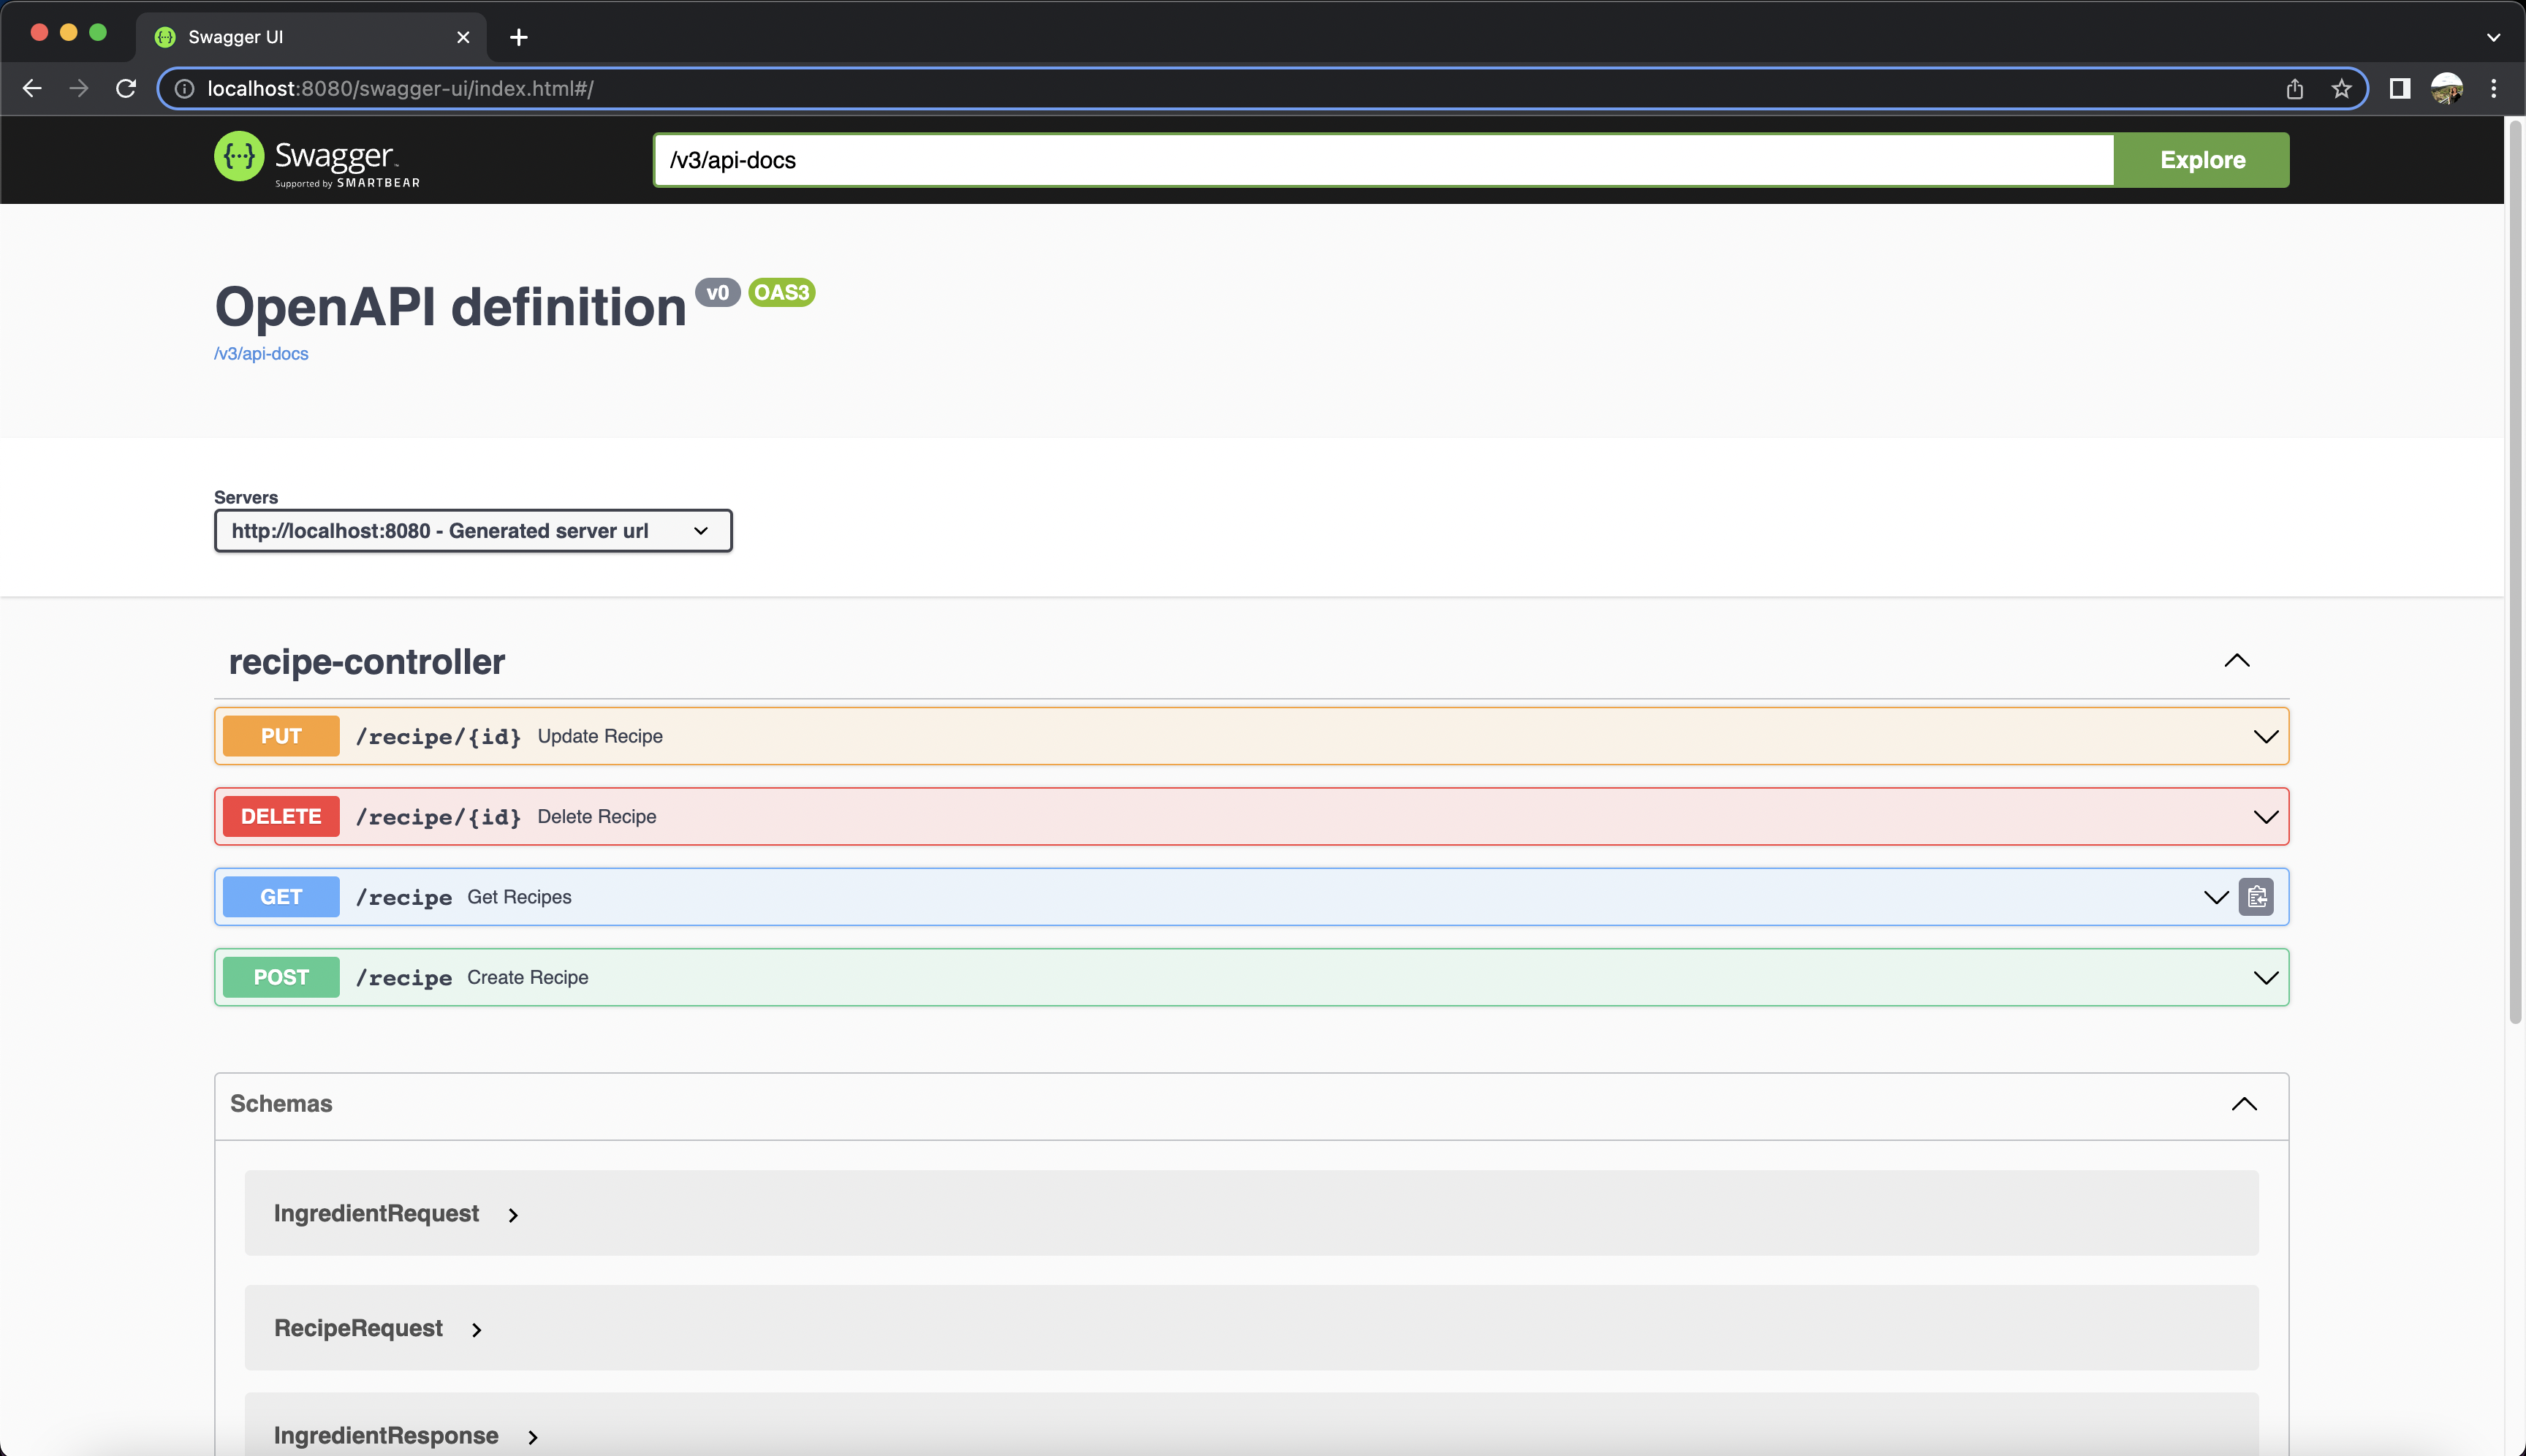 Swagger UI
localhost:8080/swagger-ui/index.html#/
Swagger
Supported by SMARTBEAR
/v3/api-docs
Explore
OpenAPI definition v0 OAS3
/v3/api-docs
Servers
http://localhost:8080 - Generated server url
recipe-controller
PUT /recipe/{id} Update Recipe
DELETE /recipe/{id} Delete Recipe
GET /recipe Get Recipes
POST /recipe Create Recipe
Schemas
IngredientRequest
RecipeRequest
IngredientResponse